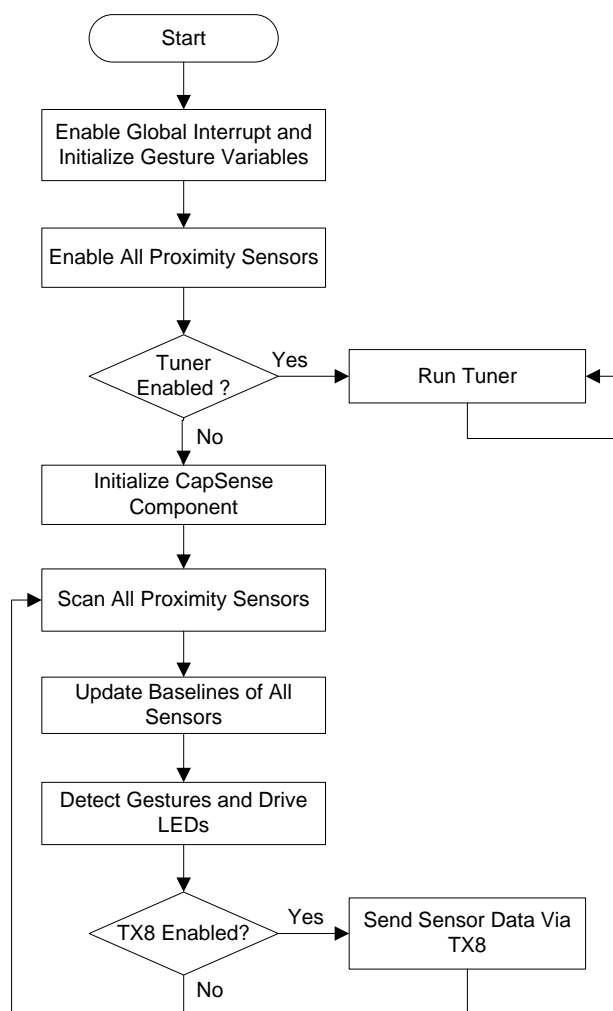 Start
Enable Global Interrupt and
Initialize Gesture Variables
Enable All Proximity Sensors
Tuner
Enabled ?
Yes
Run Tuner
No
Initialize CapSense
Component
Scan All Proximity Sensors
Update Baselines of All
Sensors
Detect Gestures and Drive
LEDs
TX8 Enabled?
Yes
Send Sensor Data Via
TX8
No